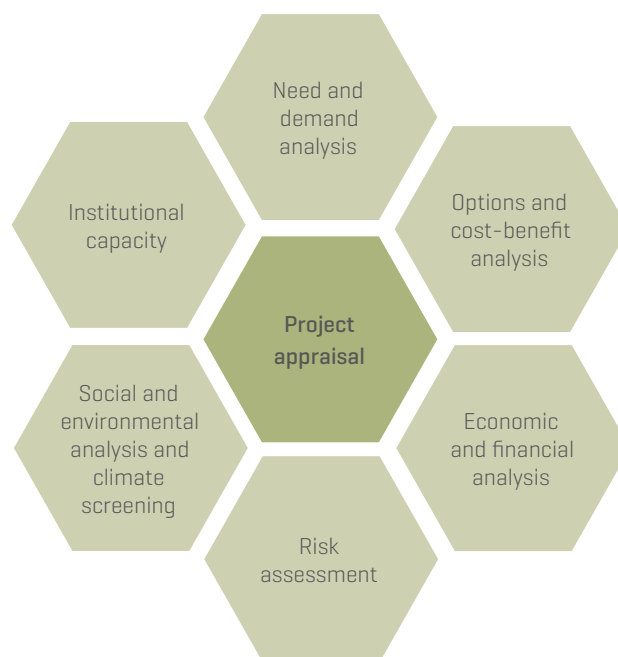 Need and
demand
analysis
Institutional
capacity
Options and
cost-benefit
analysis
Project
appraisal
Social and
environmental
analysis and
climate
screening
Economic
and financial
analysis
Risk
assessment